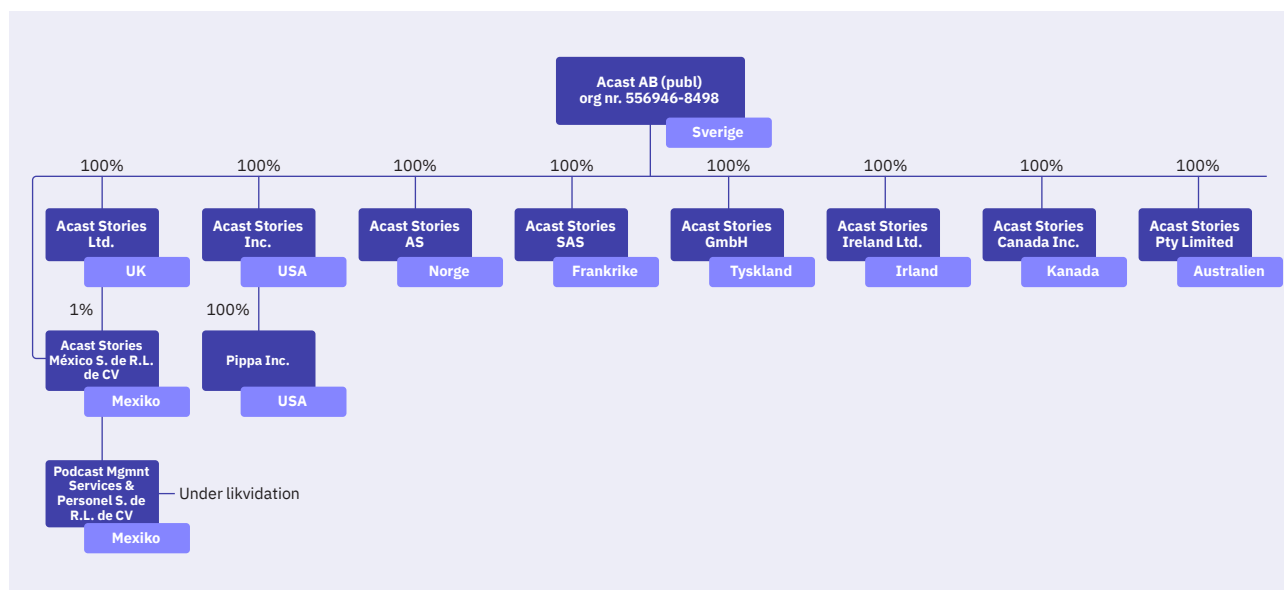 Acast AB (publ)
org nr. 556946-8498
Sverige
100%
100%
100%
100%
100%
100%
100%
100%
Acast Stories
Ltd.
UK
Acast Stories
Inc.
USA
Acast Stories
AS
Norge
Acast Stories
SAS
Frankrike
Acast Stories
GmbH
Tyskland
Acast Stories
Ireland Ltd.
Irland
Acast Stories
Canada Inc.
Kanada
Acast Stories
Pty Limited
Australien
1%
100%
Acast Stories
México S. de R.L.
de CV
Mexiko
Pippa Inc.
USA
Podcast Mgmnt
Services &
Personel S. de
R.L. de CV
Mexiko
Under likvidation